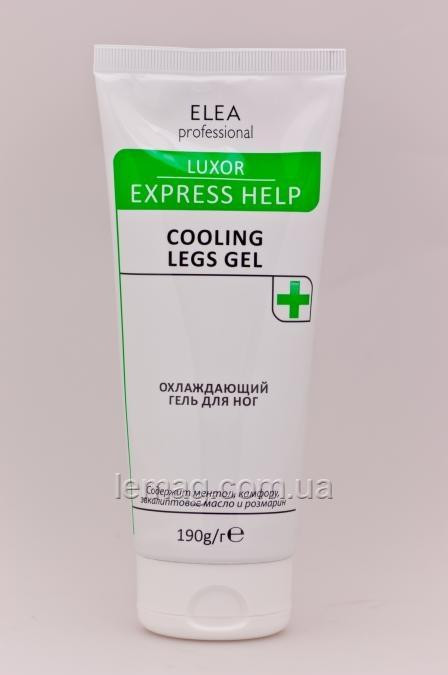 ELEA
professional
LUXOR
EXPRESS HELP
COOLING
LEGS GEL
ОХЛАЖДАЮЩИЙ
ГЕЛЬ ДЛЯ НОГ
lemag.com.ua
Содержит ментол, камфору,
эвкалиптовое масло и розмарин
190g/г℮